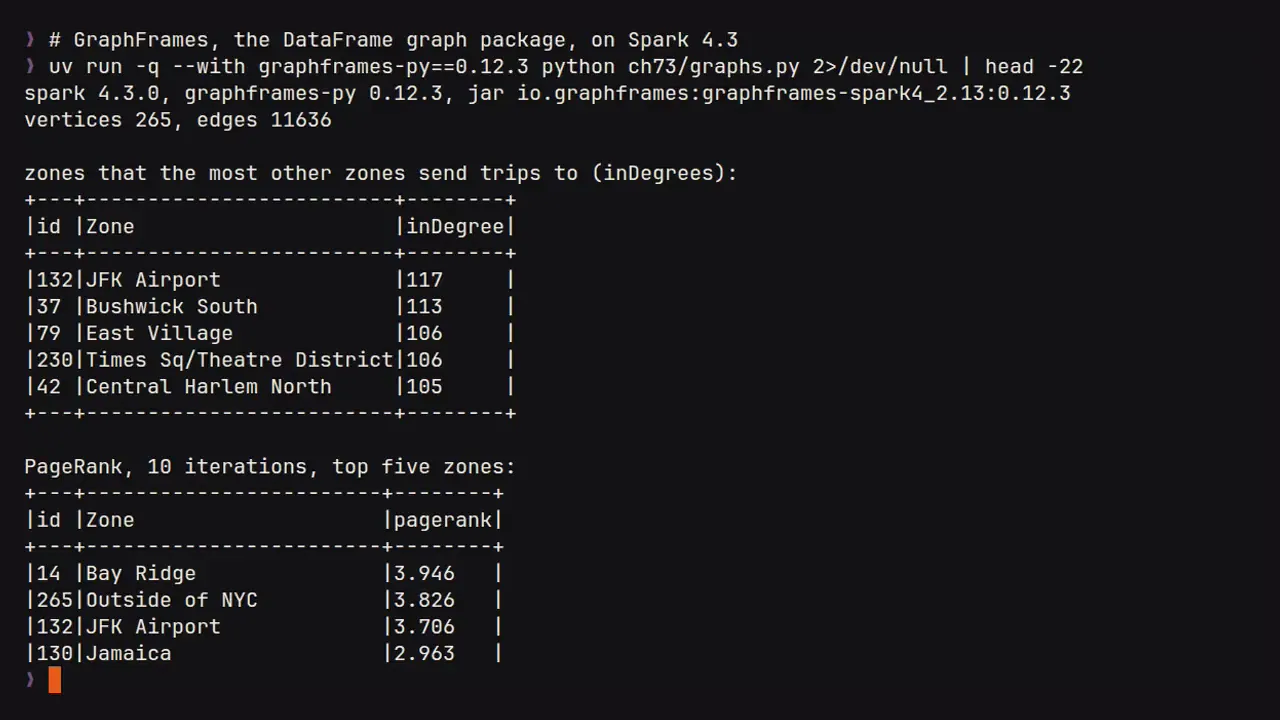 ❯ # GraphFrames, the DataFrame graph package, on Spark 4.3
❯ uv run -q --with graphframes-py==0.12.3 python ch73/graphs.py 2>/dev/null | head -22
spark 4.3.0, graphframes-py 0.12.3, jar io.graphframes:graphframes-spark4_2.13:0.12.3
vertices 265, edges 11636

zones that the most other zones send trips to (inDegrees):
+---+-------------------------+--------+
|id |Zone                     |inDegree|
+---+-------------------------+--------+
|132|JFK Airport              |117     |
|37 |Bushwick South           |113     |
|79 |East Village             |106     |
|230|Times Sq/Theatre District|106     |
|42 |Central Harlem North     |105     |
+---+-------------------------+--------+

PageRank, 10 iterations, top five zones:
+---+------------------------+--------+
|id |Zone                    |pagerank|
+---+------------------------+--------+
|14 |Bay Ridge               |3.946   |
|265|Outside of NYC          |3.826   |
|132|JFK Airport             |3.706   |
|130|Jamaica                 |2.963   |
❯